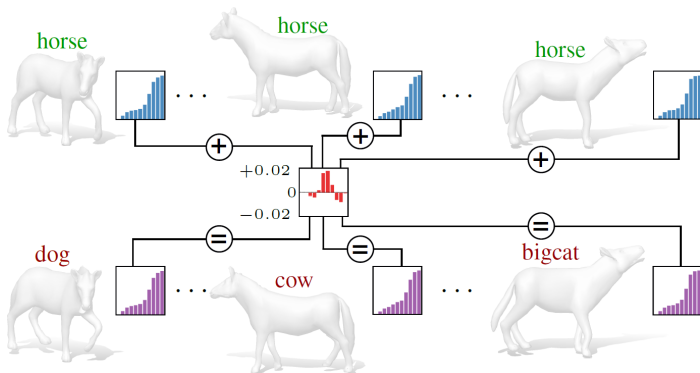 horse
horse
horse
. . .
. . .
+
+
+
+0.02
0
−0.02
=
=
=
dog
cow
bigcat
. . .
. . .